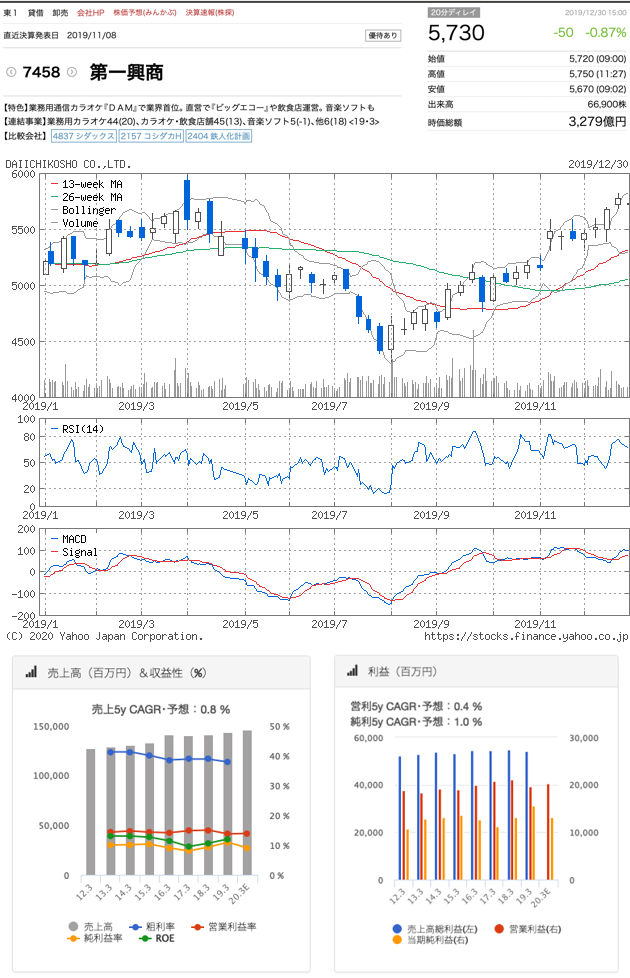 東１ 貸借 卸売 会社HP 株価予想(みんかぶ) 決算速報(株探)
直近決算発表日 2019/11/08 優待あり
20分ディレイ 2019/12/30 15:00
5,730 -50 -0.87%
7458 第一興商
始値 5,720 (09:00)
高値 5,750 (11:27)
安値 5,670 (09:02)
出来高 66,900株
時価総額 3,279億円
【特色】業務用通信カラオケ『ＤＡＭ』で業界首位。直営で『ビッグエコー』や飲食店運営。音楽ソフトも
【連結事業】業務用カラオケ44(20)、カラオケ・飲食店舗45(13)、音楽ソフト5(-1)、他6(18) <19・3>
【比較会社】 4837 シダックス 2157 コシダカＨ 2404 鉄人化計画
DAIICHIKOSHO CO.,LTD. 2019/12/30
6000
5500
5000
4500
4000
13-week MA
26-week MA
Bollinger
Volume
2019/1 2019/3 2019/5 2019/7 2019/9 2019/11
100
80
50
20
0
RSI(14)
2019/1 2019/3 2019/5 2019/7 2019/9 2019/11
200
100
0
-100
-200
MACD
Signal
2019/1 2019/3 2019/5 2019/7 2019/9 2019/11
(C) 2020 Yahoo Japan Corporation. https://stocks.finance.yahoo.co.jp
売上高（百万円）＆収益性（%）
売上5y CAGR・予想：0.8 %
150,000
100,000
50,000
0
50 %
40 %
30 %
20 %
10 %
0 %
12.3 13.3 14.3 15.3 16.3 17.3 18.3 19.3 20.3E
売上高 粗利率 営業利益率
純利益率 ROE
利益（百万円）
営利5y CAGR・予想：0.4 %
純利5y CAGR・予想：1.0 %
60,000
40,000
20,000
0
30,000
20,000
10,000
0
12.3 13.3 14.3 15.3 16.3 17.3 18.3 19.3 20.3E
売上高総利益(左) 営業利益(右)
当期純利益(右)